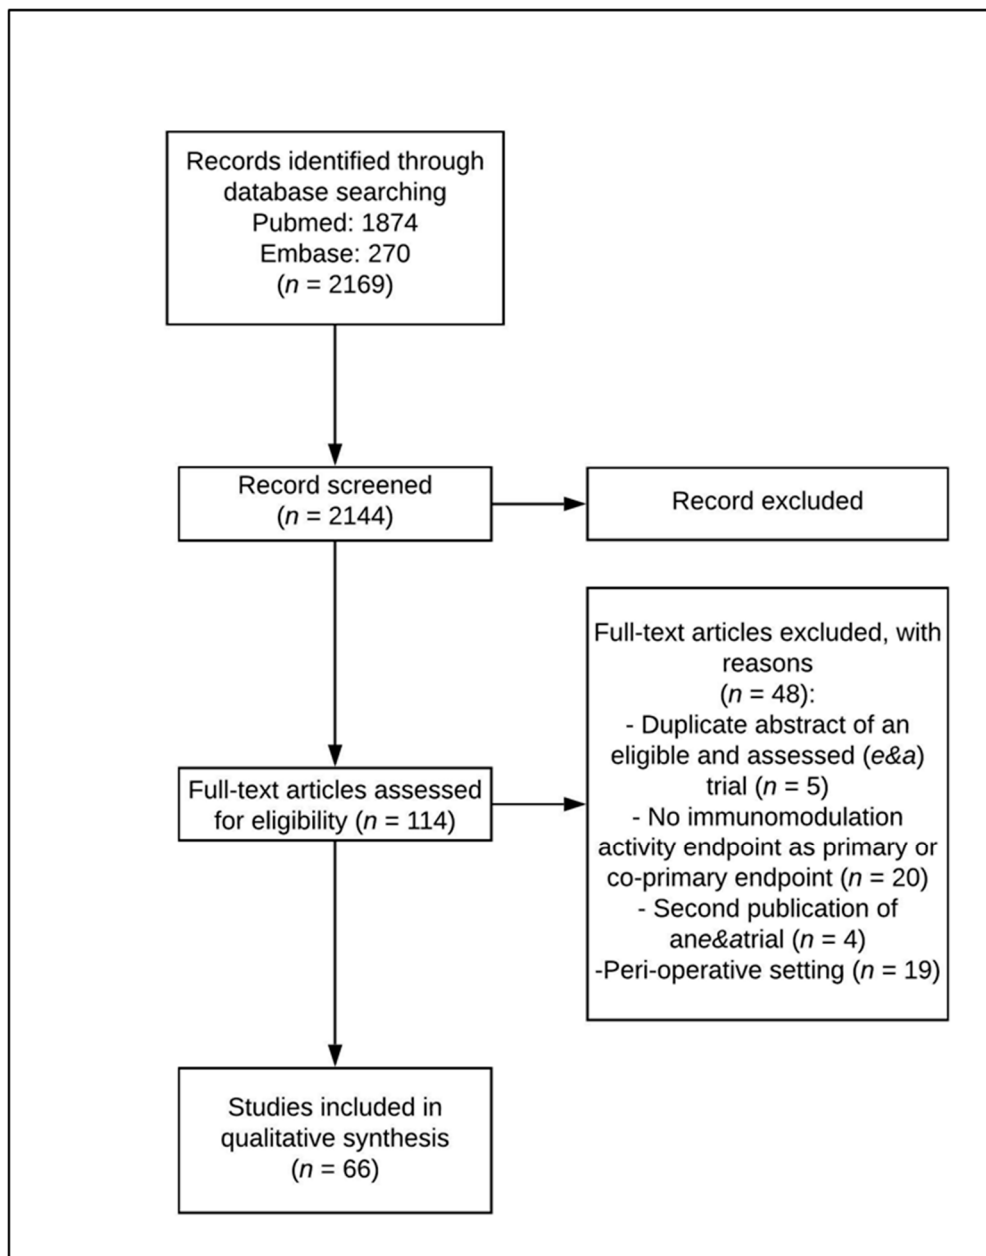 Records identified through
database searching
Pubmed: 1874
Embase: 270
(n = 2169)
Record screened
(n = 2144)
Record excluded
Full-text articles assessed
for eligibility (n = 114)
Full-text articles excluded, with
reasons
(n = 48):
- Duplicate abstract of an
eligible and assessed (e&a)
trial (n = 5)
- No immunomodulation
activity endpoint as primary or
co-primary endpoint (n = 20)
- Second publication of
ane&atrial (n = 4)
-Peri-operative setting (n = 19)
Studies included in
qualitative synthesis
(n = 66)